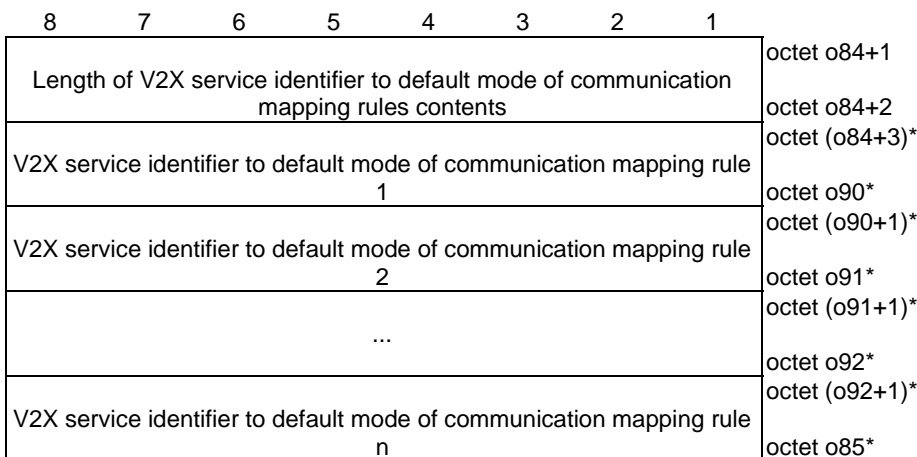 8 7 6 5 4 3 2 1
octet o84+1
Length of V2X service identifier to default mode of communication
mapping rules contents
octet o84+2
octet (o84+3)*
V2X service identifier to default mode of communication mapping rule
1
octet o90*
octet (o90+1)*
V2X service identifier to default mode of communication mapping rule
2
octet o91*
octet (o91+1)*
...
octet o92*
octet (o92+1)*
V2X service identifier to default mode of communication mapping rule
n
octet o85*